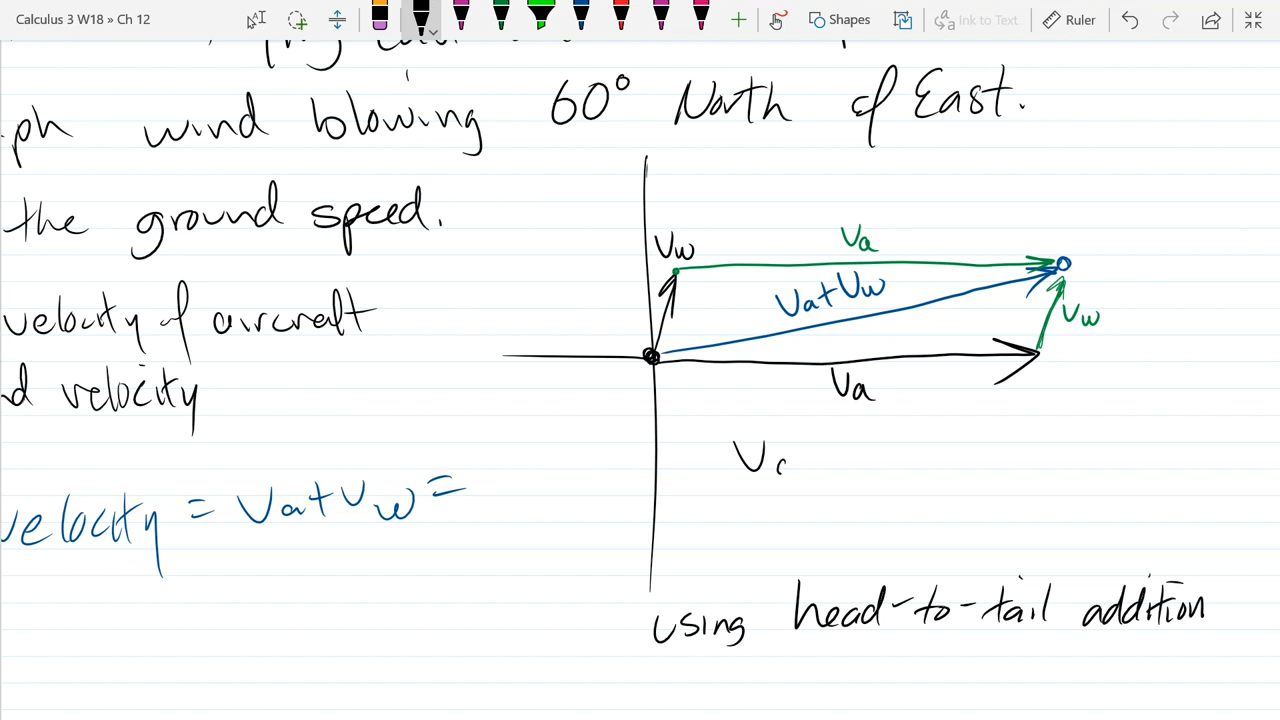 Calculus 3 W18 » Ch 12
Shapes
Ink to Text
Ruler
ph wind blowing 60° North of East.
the ground speed.
velocity of aircraft
d velocity
velocity = Va + Vw =
Vw
Va
Va + Vw
Vw
Va
V
using head-to-tail addition